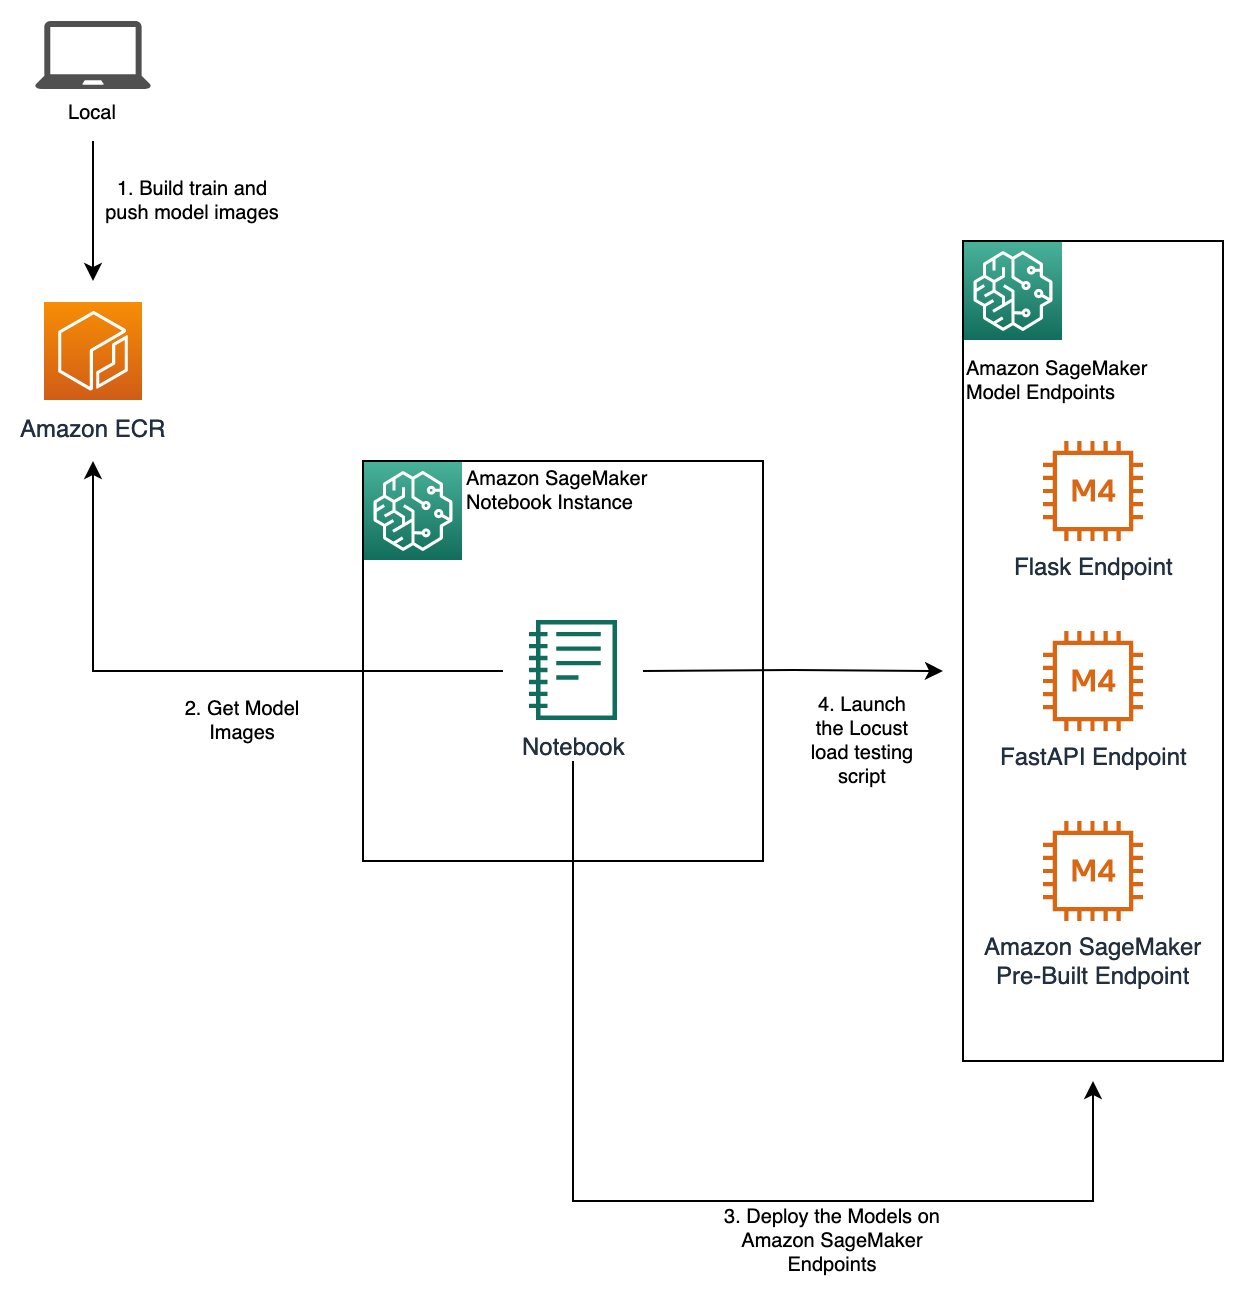 Local
1. Build train and
push model images
Amazon ECR
Amazon SageMaker
Notebook Instance
Notebook
2. Get Model
Images
4. Launch
the Locust
load testing
script
Amazon SageMaker
Model Endpoints
M4
Flask Endpoint
M4
FastAPI Endpoint
M4
Amazon SageMaker
Pre-Built Endpoint
3. Deploy the Models on
Amazon SageMaker
Endpoints